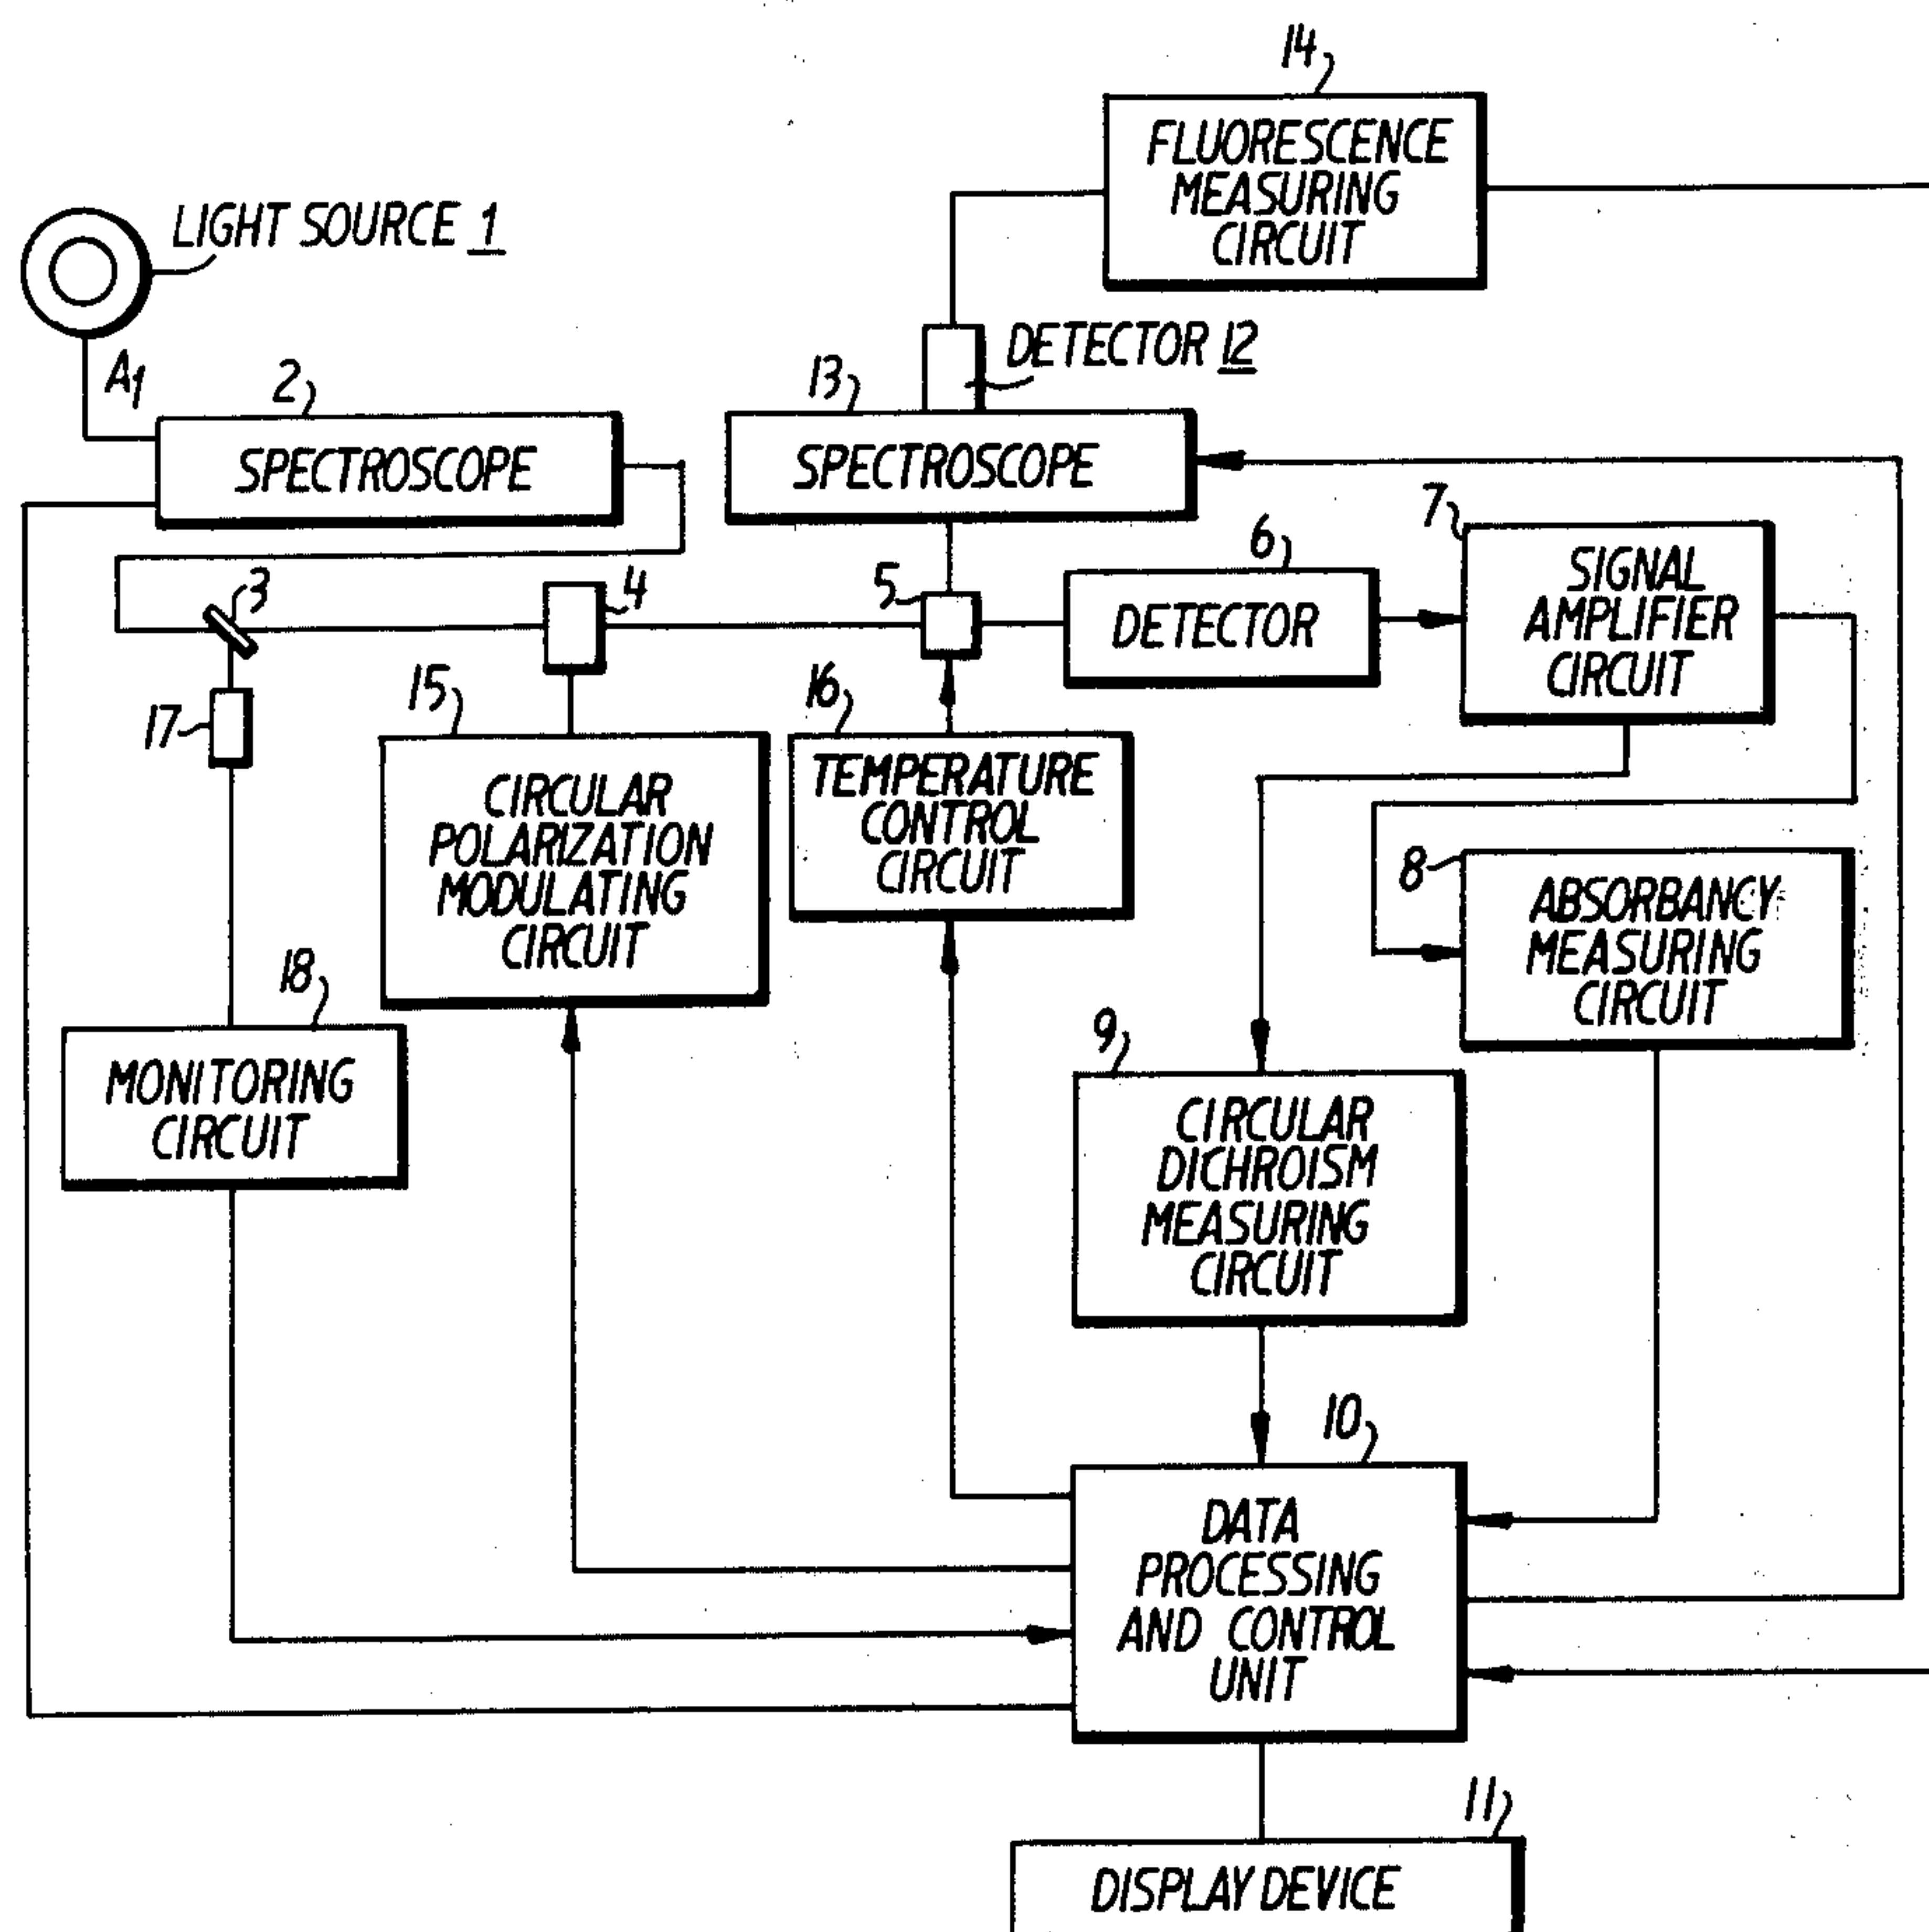 14
FLUORESCENCE
MEASURING
CIRCUIT
LIGHT SOURCE 1
A1
2
SPECTROSCOPE
DETECTOR 12
13
SPECTROSCOPE
3
4
5
6
DETECTOR
7
SIGNAL
AMPLIFIER
CIRCUIT
17
15
CIRCULAR
POLARIZATION
MODULATING
CIRCUIT
16
TEMPERATURE
CONTROL
CIRCUIT
8
ABSORBANCY
MEASURING
CIRCUIT
18
MONITORING
CIRCUIT
9
CIRCULAR
DICHROISM
MEASURING
CIRCUIT
10
DATA
PROCESSING
AND CONTROL
UNIT
11
DISPLAY DEVICE